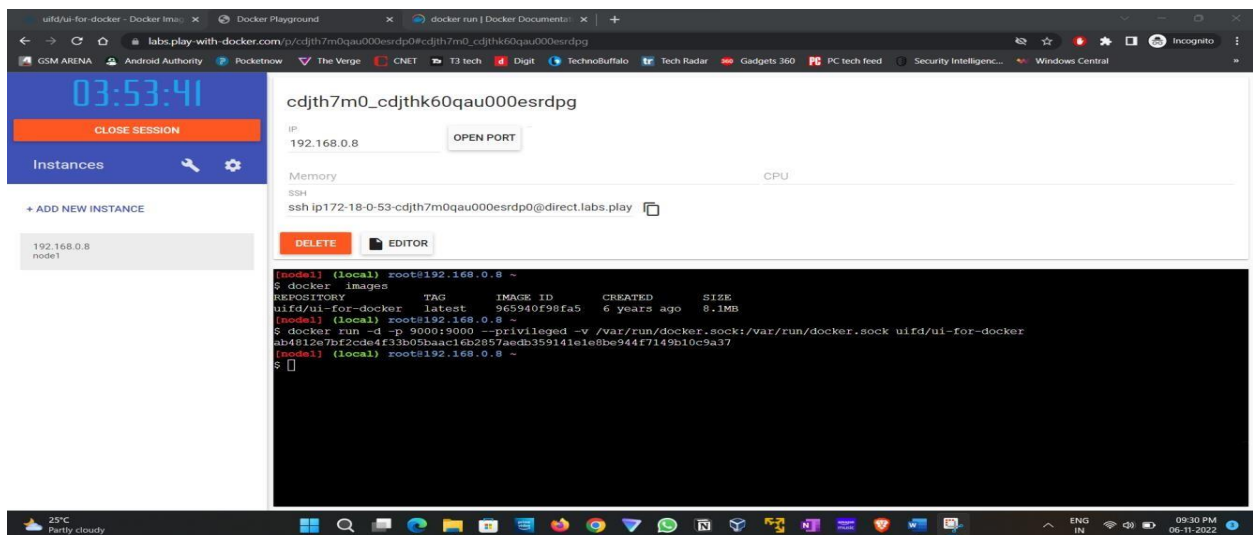 uifd/ui-for-docker - Docker Imag
Docker Playground
docker run | Docker Documentat
labs.play-with-docker.com/p/cdjth7m0qau000esrdp0#cdjth7m0_cdjthk60qau000esrdpg
Incognito
GSM ARENA
Android Authority
Pocketnow
The Verge
CNET
T3 tech
Digit
TechnoBuffalo
Tech Radar
Gadgets 360
PC tech feed
Security Intelligenc...
Windows Central
03:53:41
CLOSE SESSION
Instances
+ ADD NEW INSTANCE
192.168.0.8
node1
cdjth7m0_cdjthk60qau000esrdpg
IP
192.168.0.8
OPEN PORT
Memory
CPU
SSH
ssh ip172-18-0-53-cdjth7m0qau000esrdp0@direct.labs.play
DELETE
EDITOR
[node1] (local) root@192.168.0.8 ~
$ docker images
REPOSITORY TAG IMAGE ID CREATED SIZE
uifd/ui-for-docker latest 965940f98fa5 6 years ago 8.1MB
[node1] (local) root@192.168.0.8 ~
$ docker run -d -p 9000:9000 --privileged -v /var/run/docker.sock:/var/run/docker.sock uifd/ui-for-docker
ab4812e7bf2cde4f33b05baac16b2857aedb359141e1e8be944f7149b10c9a37
[node1] (local) root@192.168.0.8 ~
$
25°C
Partly cloudy
ENG
IN
09:30 PM
06-11-2022